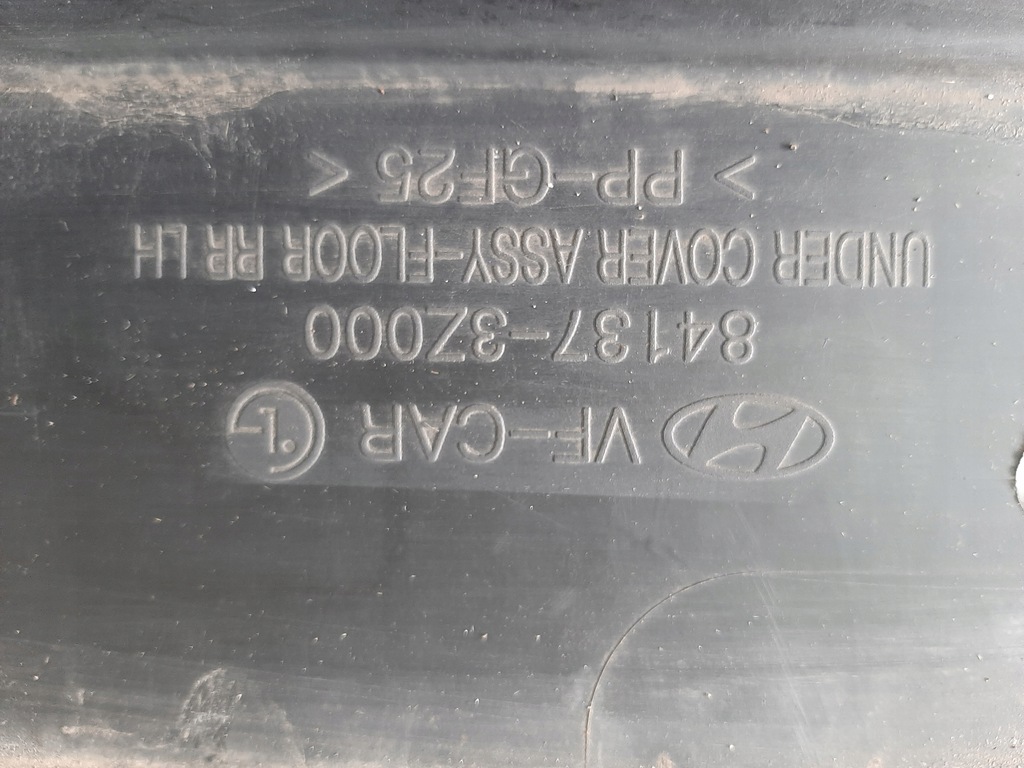 VF-CAR
84137-3Z000
UNDER COVER ASSY-FLOOR RR LH
> PP-GF25 <